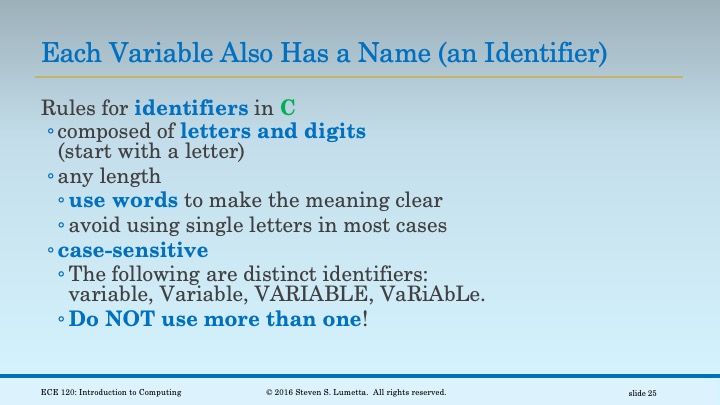 Each Variable Also Has a Name (an Identifier)
Rules for identifiers in C
◦composed of letters and digits
(start with a letter)
◦any length
◦use words to make the meaning clear
◦avoid using single letters in most cases
◦case-sensitive
◦The following are distinct identifiers:
variable, Variable, VARIABLE, VaRiAbLe.
◦Do NOT use more than one!
ECE 120: Introduction to Computing
© 2016 Steven S. Lumetta.  All rights reserved.
slide 25